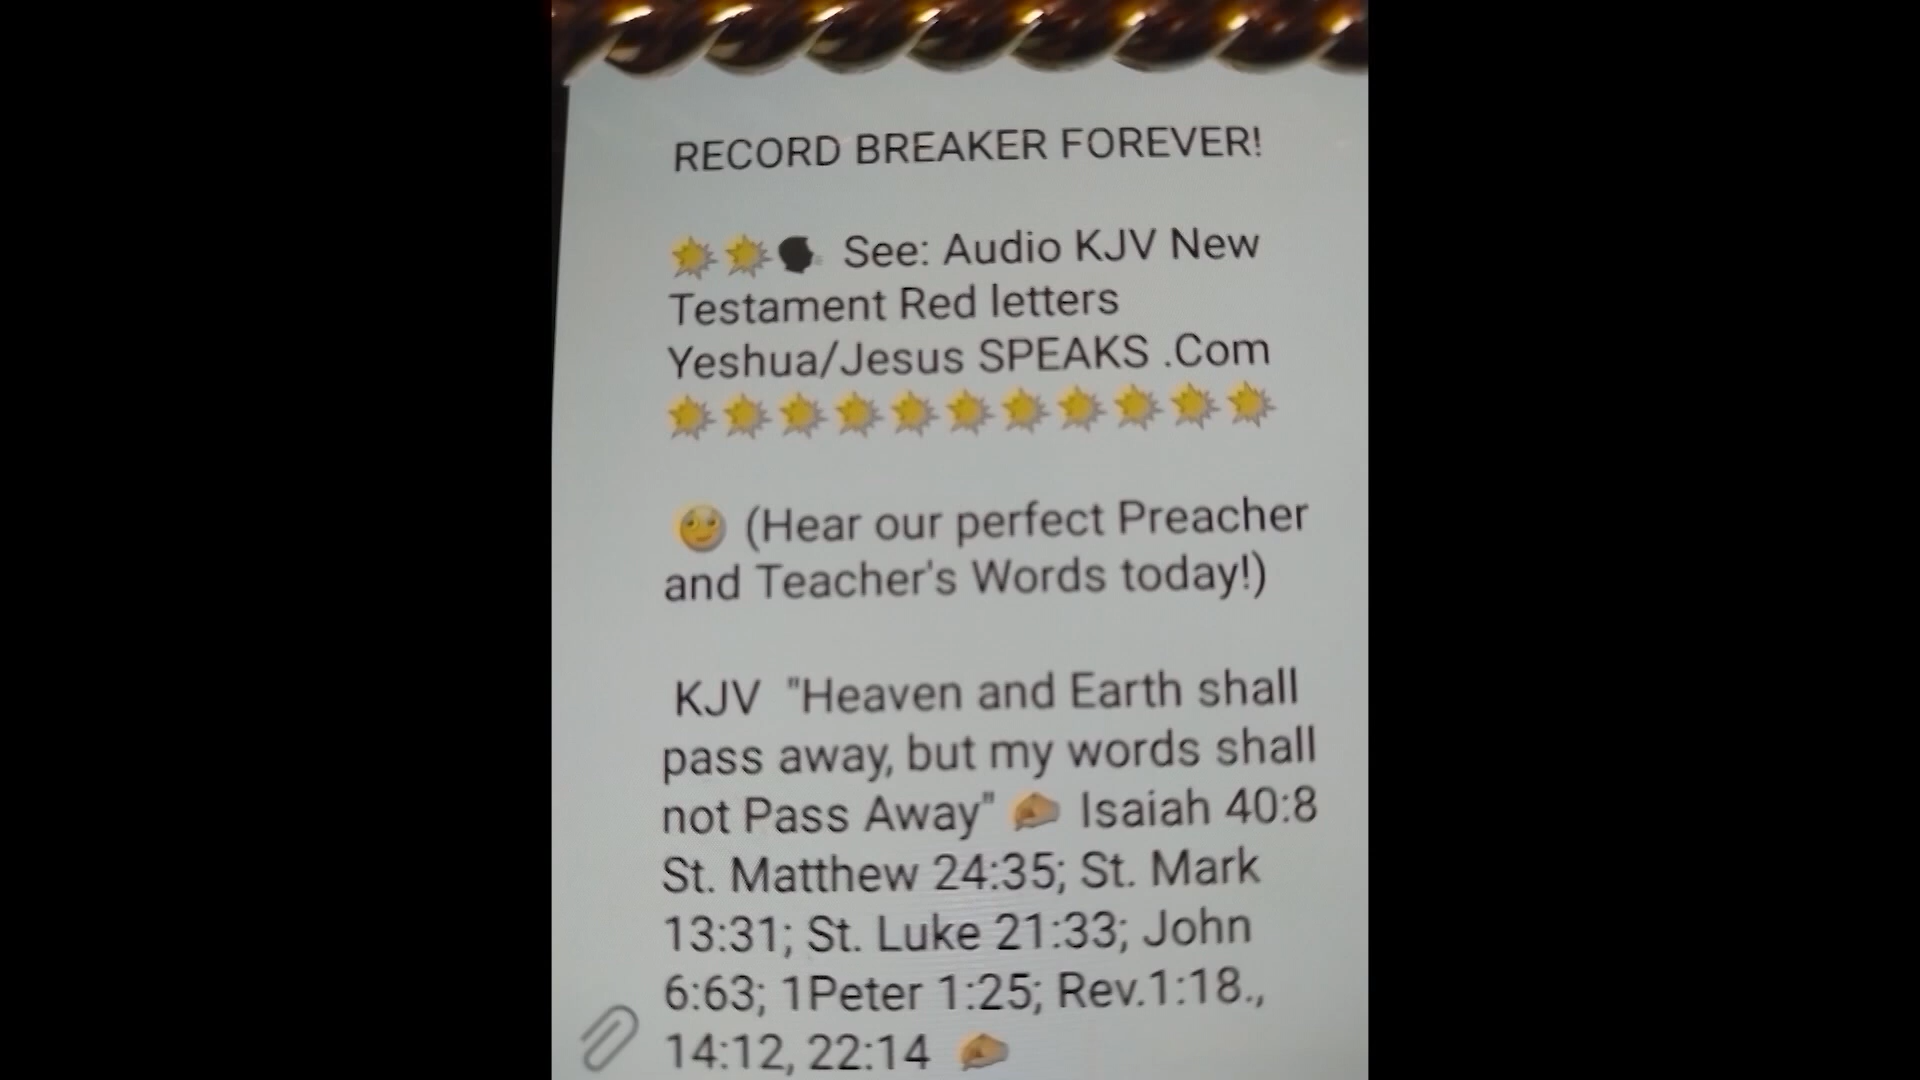 RECORD BREAKER FOREVER!
See: Audio KJV New
Testament Red letters
Yeshua/Jesus SPEAKS .Com
(Hear our perfect Preacher
and Teacher's Words today!)
KJV "Heaven and Earth shall
pass away, but my words shall
not Pass Away" Isaiah 40:8
St. Matthew 24:35; St. Mark
13:31; St. Luke 21:33; John
6:63; 1Peter 1:25; Rev.1:18.,
14:12, 22:14